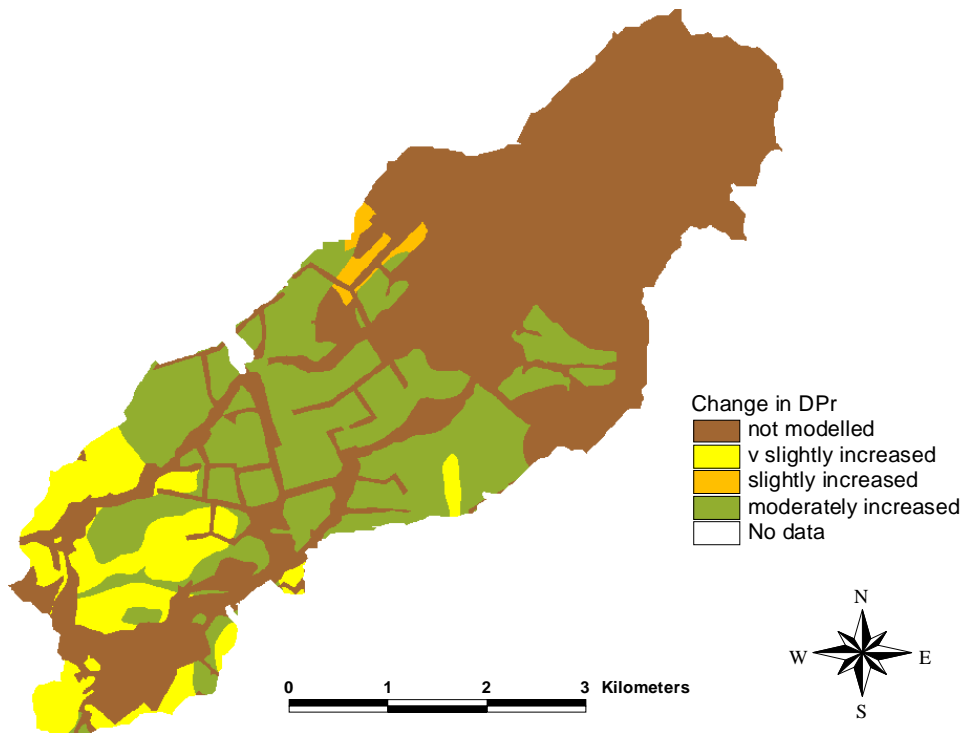 Change in DPr
not modelled
v slightly increased
slightly increased
moderately increased
No data
N
W E
S
0 1 2 3 Kilometers